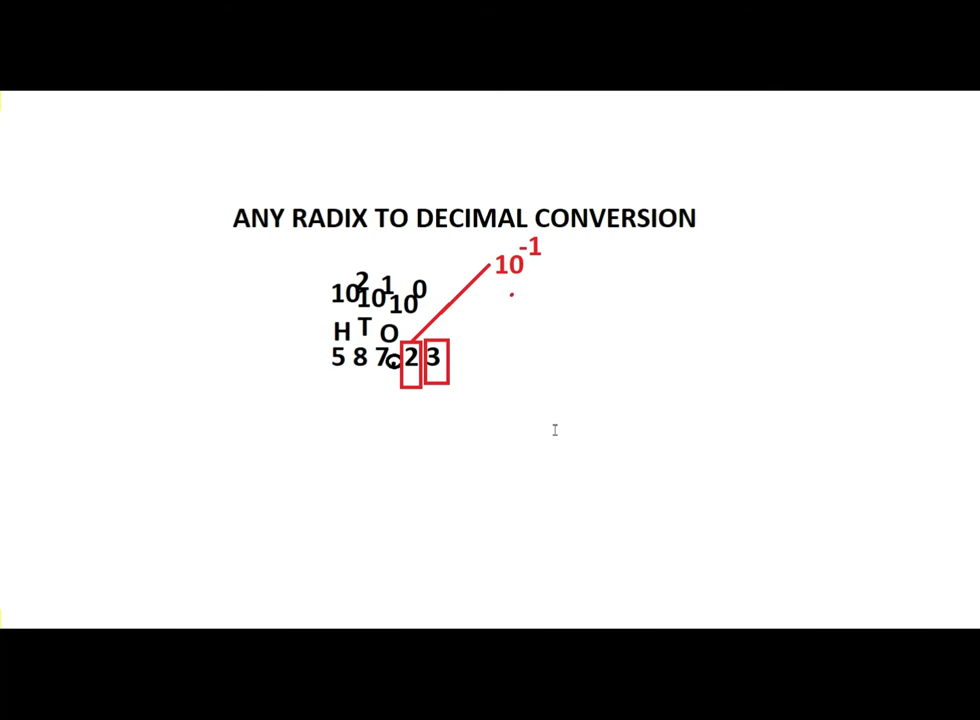 ANY RADIX TO DECIMAL CONVERSION
10^-1
10^2 10^1 10^0
H T O
5 8 7 . 2 3